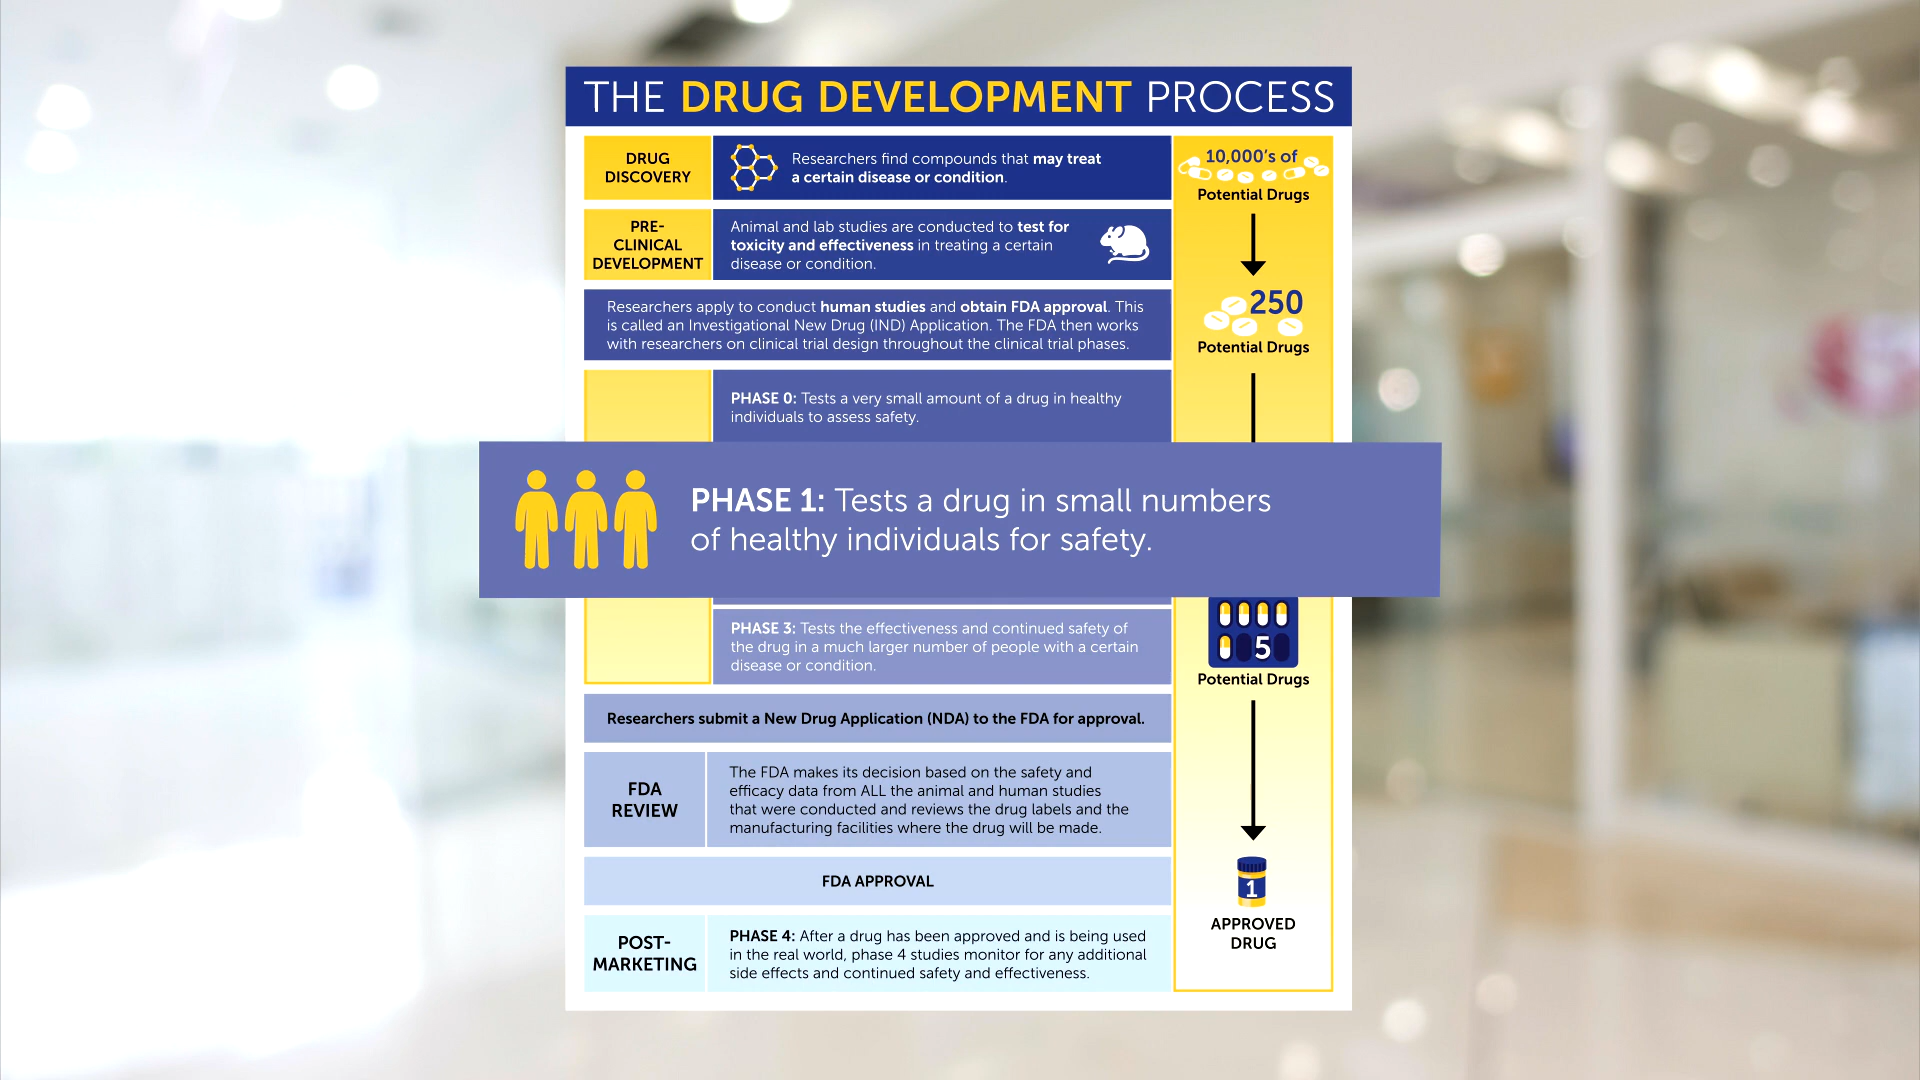 THE DRUG DEVELOPMENT PROCESS
DRUG
DISCOVERY
Researchers find compounds that may treat
a certain disease or condition.
10,000's of
Potential Drugs
PRE-
CLINICAL
DEVELOPMENT
Animal and lab studies are conducted to test for
toxicity and effectiveness in treating a certain
disease or condition.
Researchers apply to conduct human studies and obtain FDA approval. This
is called an Investigational New Drug (IND) Application. The FDA then works
with researchers on clinical trial design throughout the clinical trial phases.
250
Potential Drugs
PHASE 0: Tests a very small amount of a drug in healthy
individuals to assess safety.
PHASE 1: Tests a drug in small numbers
of healthy individuals for safety.
PHASE 3: Tests the effectiveness and continued safety of
the drug in a much larger number of people with a certain
disease or condition.
5
Potential Drugs
Researchers submit a New Drug Application (NDA) to the FDA for approval.
FDA
REVIEW
The FDA makes its decision based on the safety and
efficacy data from ALL the animal and human studies
that were conducted and reviews the drug labels and the
manufacturing facilities where the drug will be made.
FDA APPROVAL
1
APPROVED
DRUG
POST-
MARKETING
PHASE 4: After a drug has been approved and is being used
in the real world, phase 4 studies monitor for any additional
side effects and continued safety and effectiveness.